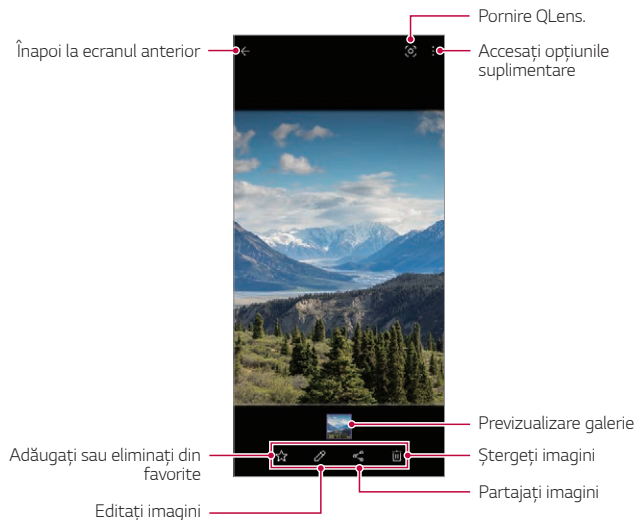 Pornire QLens.
Înapoi la ecranul anterior
Accesați opțiunile
suplimentare
Previzualizare galerie
Adăugați sau eliminați din
favorite
Ștergeți imagini
Partajați imagini
Editați imagini